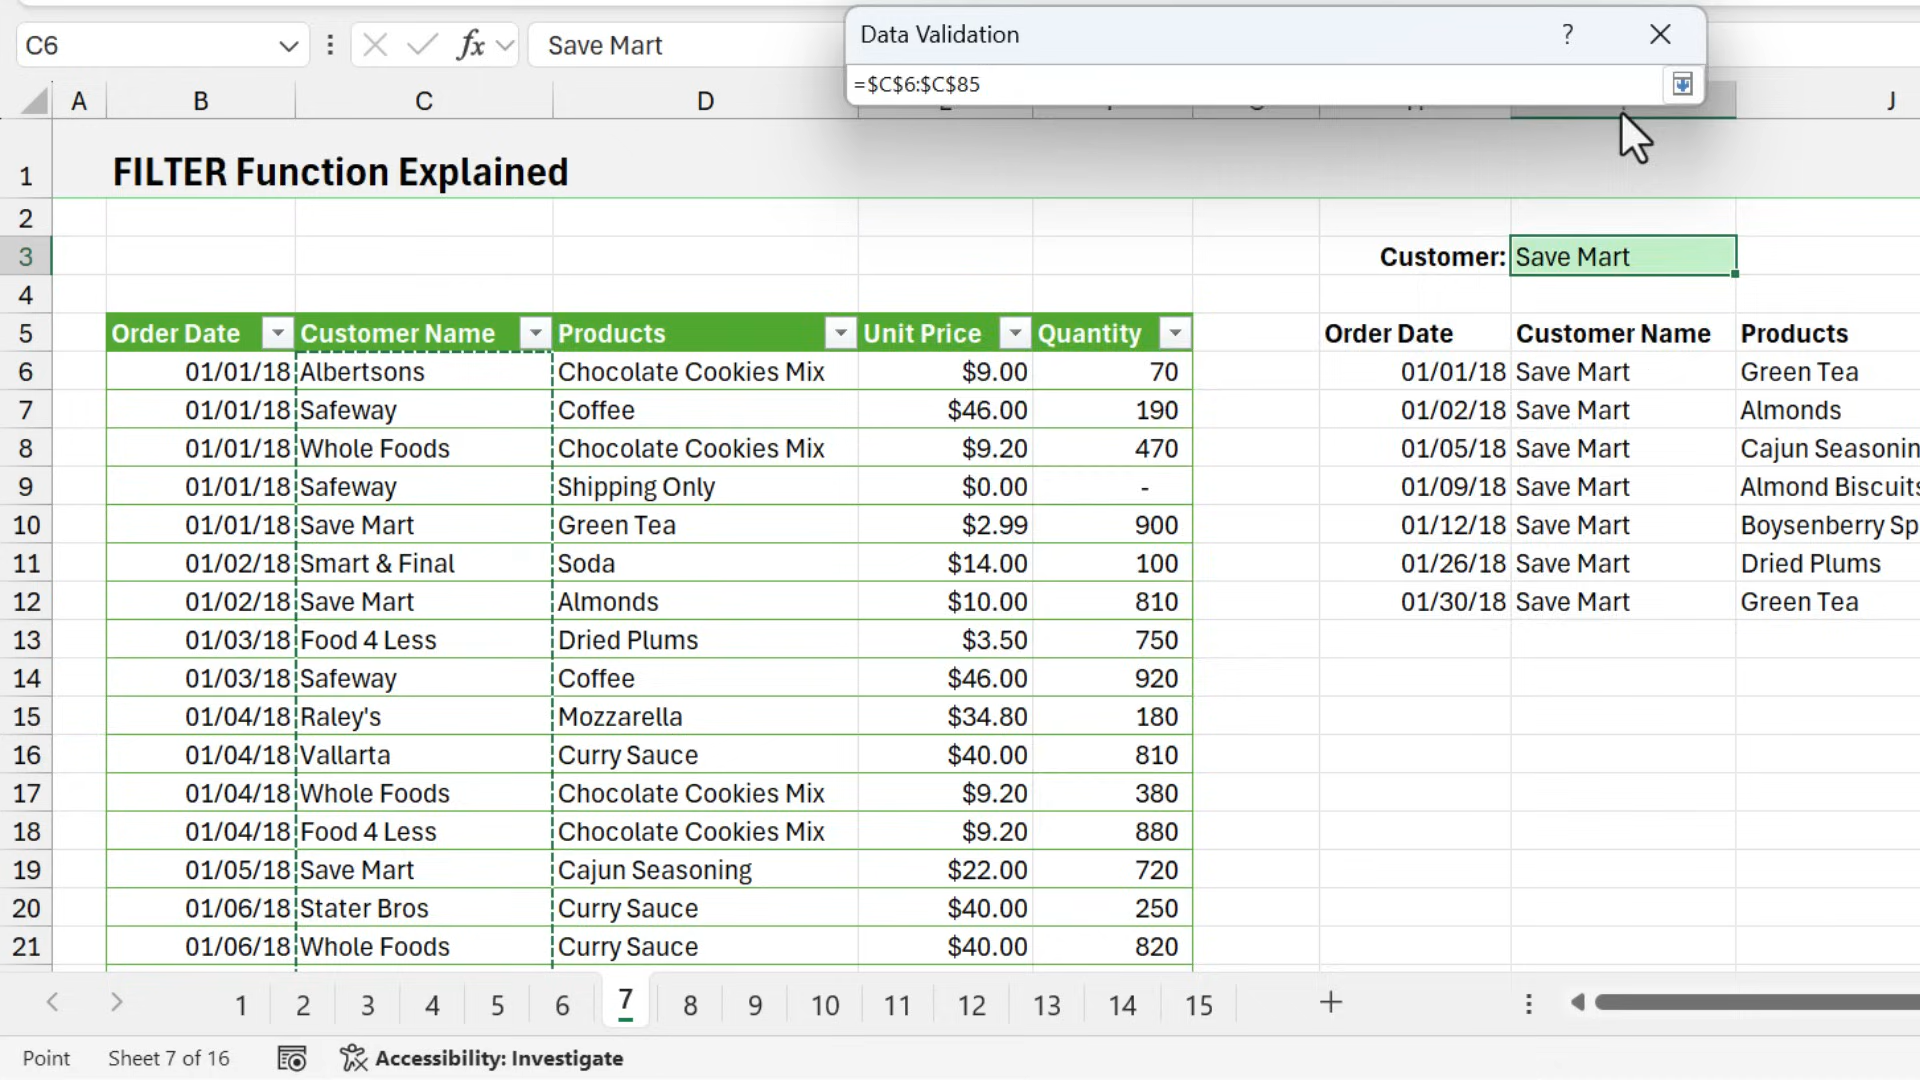 C6
fx
Save Mart
Data Validation
?
=$C$6:$C$85
A B C D J
1 FILTER Function Explained
2
3 Customer: Save Mart
4
5 Order Date Customer Name Products Unit Price Quantity Order Date Customer Name Products
6 01/01/18 Albertsons Chocolate Cookies Mix $9.00 70 01/01/18 Save Mart Green Tea
7 01/01/18 Safeway Coffee $46.00 190 01/02/18 Save Mart Almonds
8 01/01/18 Whole Foods Chocolate Cookies Mix $9.20 470 01/05/18 Save Mart Cajun Seasonin
9 01/01/18 Safeway Shipping Only $0.00 - 01/09/18 Save Mart Almond Biscuits
10 01/01/18 Save Mart Green Tea $2.99 900 01/12/18 Save Mart Boysenberry Sp
11 01/02/18 Smart & Final Soda $14.00 100 01/26/18 Save Mart Dried Plums
12 01/02/18 Save Mart Almonds $10.00 810 01/30/18 Save Mart Green Tea
13 01/03/18 Food 4 Less Dried Plums $3.50 750
14 01/03/18 Safeway Coffee $46.00 920
15 01/04/18 Raley's Mozzarella $34.80 180
16 01/04/18 Vallarta Curry Sauce $40.00 810
17 01/04/18 Whole Foods Chocolate Cookies Mix $9.20 380
18 01/04/18 Food 4 Less Chocolate Cookies Mix $9.20 880
19 01/05/18 Save Mart Cajun Seasoning $22.00 720
20 01/06/18 Stater Bros Curry Sauce $40.00 250
21 01/06/18 Whole Foods Curry Sauce $40.00 820
1 2 3 4 5 6 7 8 9 10 11 12 13 14 15
Point Sheet 7 of 16 Accessibility: Investigate